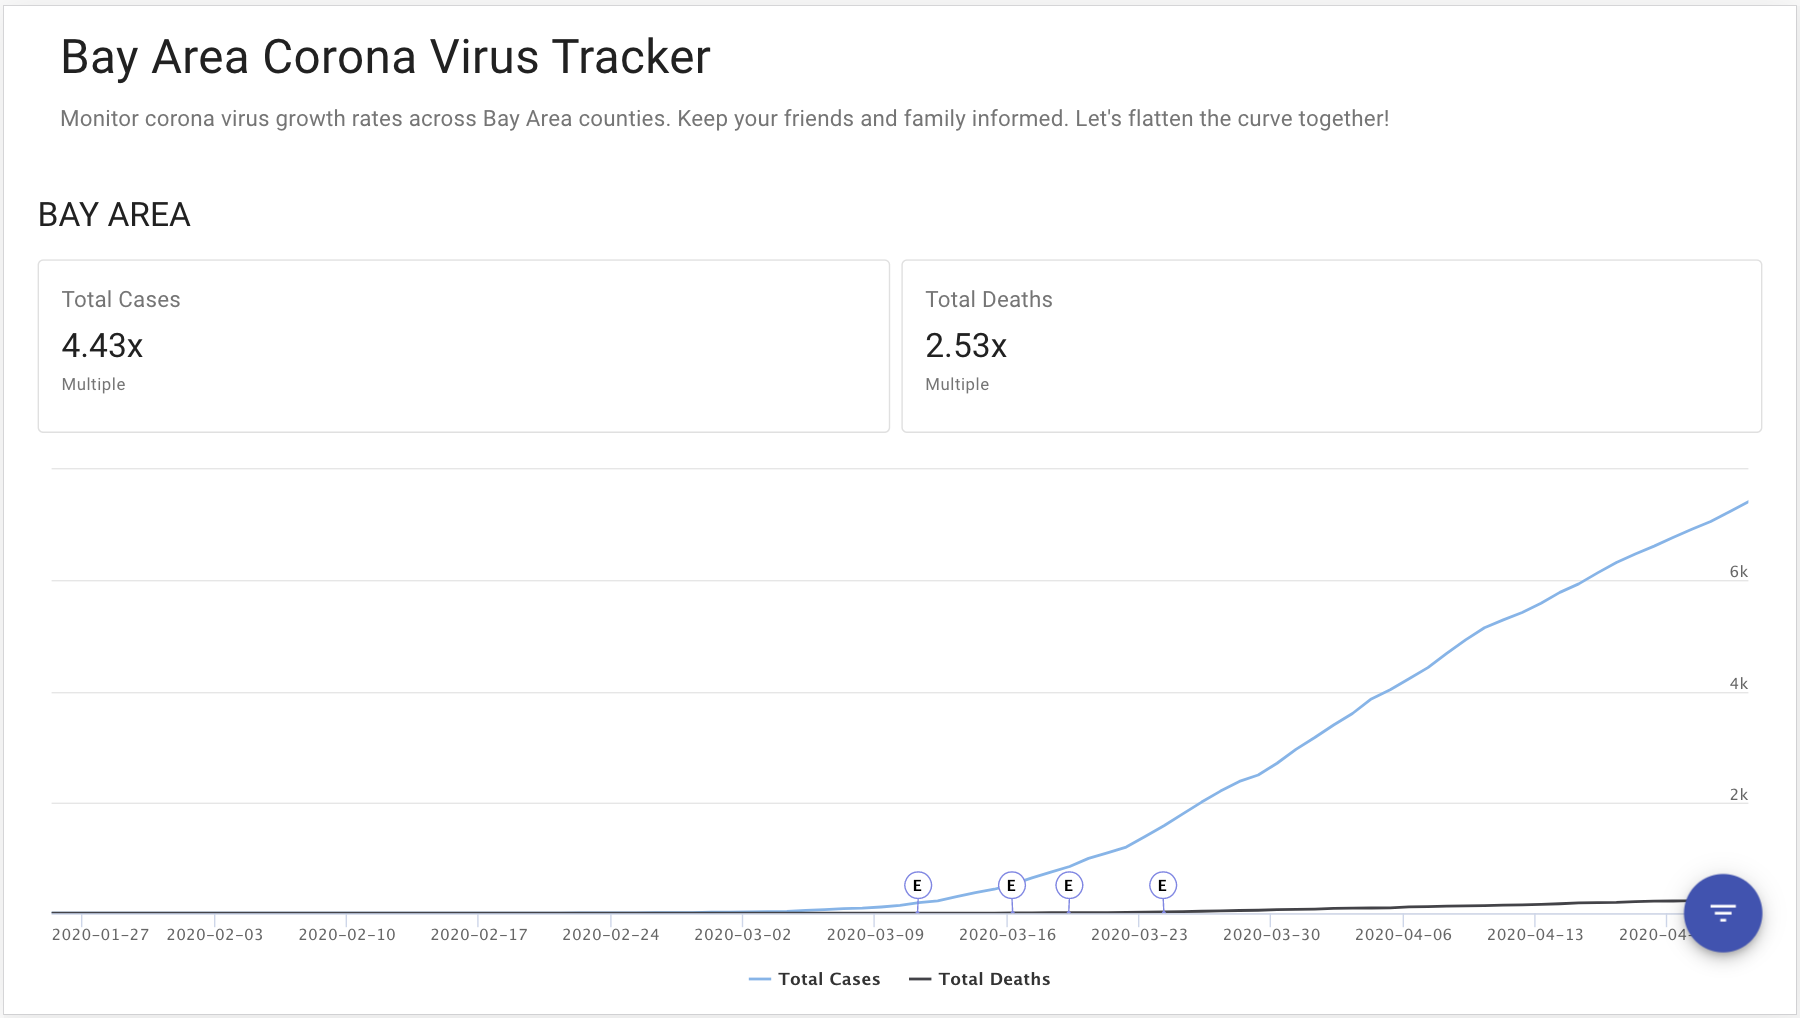 Bay Area Corona Virus Tracker
Monitor corona virus growth rates across Bay Area counties. Keep your friends and family informed. Let's flatten the curve together!
BAY AREA
Total Cases
4.43x
Multiple
Total Deaths
2.53x
Multiple
6k
4k
2k
E E E E
2020-01-27 2020-02-03 2020-02-10 2020-02-17 2020-02-24 2020-03-02 2020-03-09 2020-03-16 2020-03-23 2020-03-30 2020-04-06 2020-04-13 2020-04-
Total Cases Total Deaths